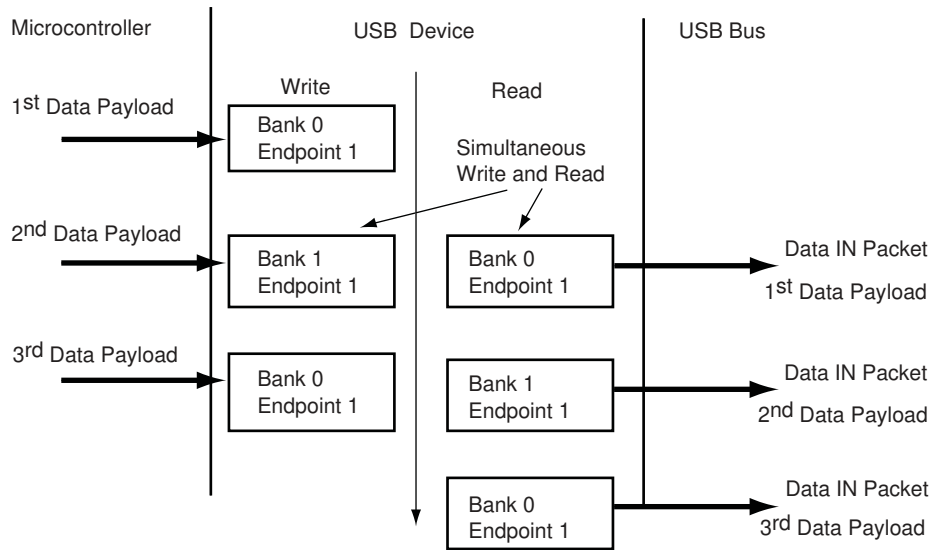 Microcontroller
USB Device
USB Bus
Write
Read
1st Data Payload
Bank 0
Endpoint 1
Simultaneous
Write and Read
2nd Data Payload
Bank 1
Endpoint 1
Bank 0
Endpoint 1
Data IN Packet
1st Data Payload
3rd Data Payload
Bank 0
Endpoint 1
Bank 1
Endpoint 1
Data IN Packet
2nd Data Payload
Bank 0
Endpoint 1
Data IN Packet
3rd Data Payload